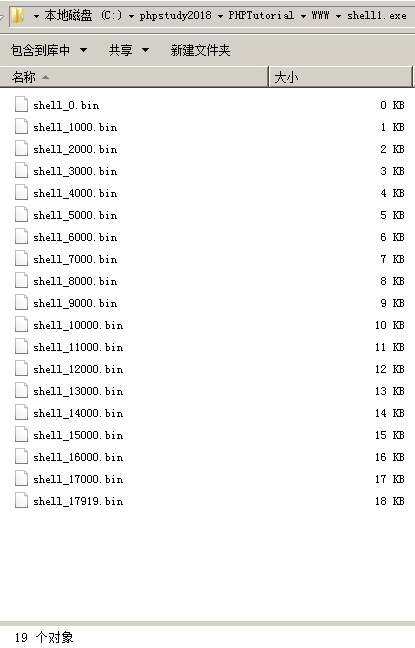 本地磁盘 (C:) ▾ phpstudy2018 ▾ PHPTutorial ▾ WWW ▾ shell1.exe
包含到库中 ▾ 共享 ▾ 新建文件夹
名称 大小
shell_0.bin 0 KB
shell_1000.bin 1 KB
shell_2000.bin 2 KB
shell_3000.bin 3 KB
shell_4000.bin 4 KB
shell_5000.bin 5 KB
shell_6000.bin 6 KB
shell_7000.bin 7 KB
shell_8000.bin 8 KB
shell_9000.bin 9 KB
shell_10000.bin 10 KB
shell_11000.bin 11 KB
shell_12000.bin 12 KB
shell_13000.bin 13 KB
shell_14000.bin 14 KB
shell_15000.bin 15 KB
shell_16000.bin 16 KB
shell_17000.bin 17 KB
shell_17919.bin 18 KB
19 个对象